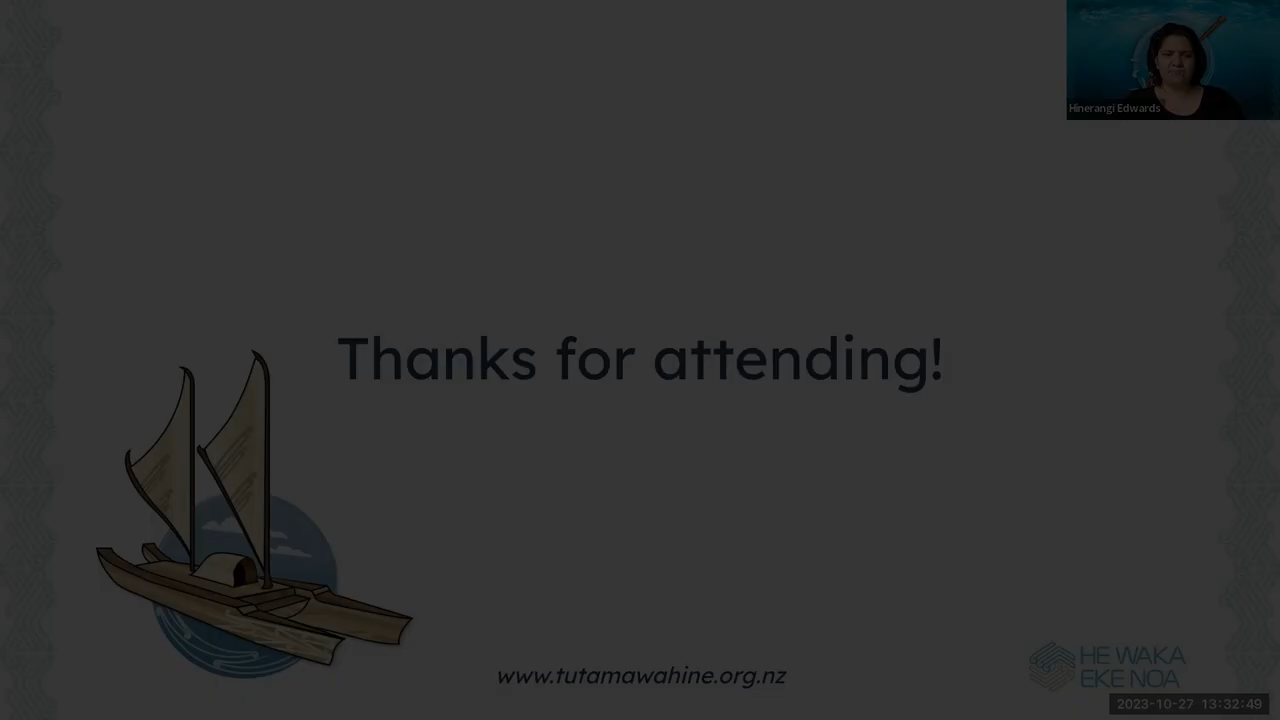 Hinerangi Edwards
Thanks for attending!
www.tutamawahine.org.nz
HE WAKA
EKE NOA
2023-10-27 13:32:49